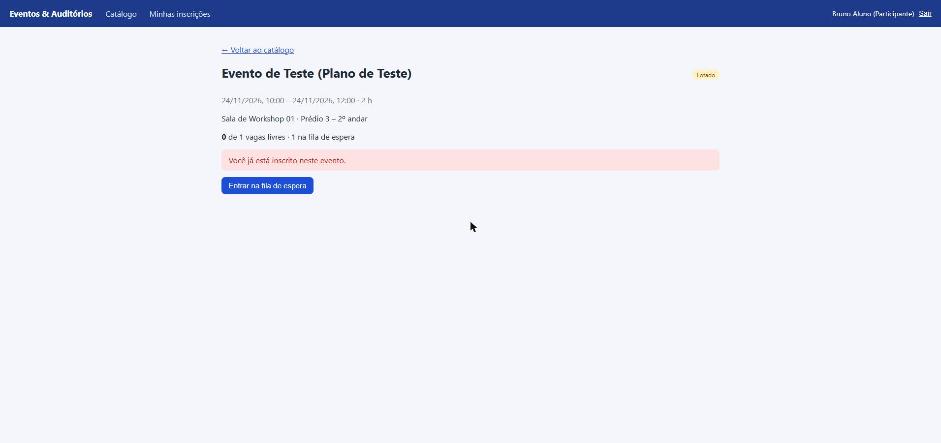 Eventos & Auditórios Catálogo Minhas inscrições Bruno Aluno (Participante) Sair
← Voltar ao catálogo
Evento de Teste (Plano de Teste) Lotado
24/11/2026, 10:00 – 24/11/2026, 12:00 · 2 h
Sala de Workshop 01 · Prédio 3 – 2º andar
0 de 1 vagas livres · 1 na fila de espera
Você já está inscrito neste evento.
Entrar na fila de espera